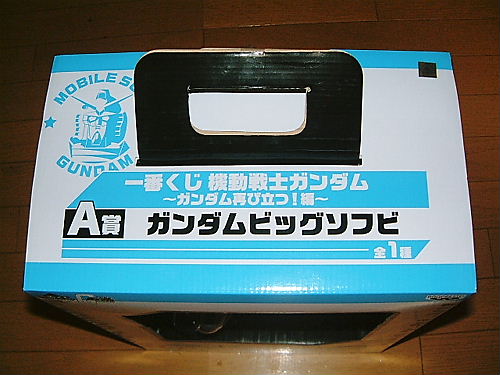 MOBILE SU
GUNDAM
一番くじ 機動戦士ガンダム
～ガンダム再び立つ!編～
A賞 ガンダムビッグソフビ
全1種